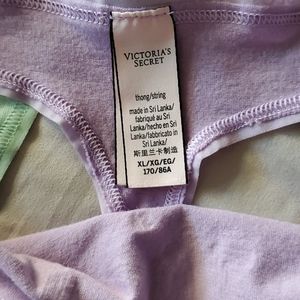 VICTORIA'S
SECRET
thong/string
made in Sri Lanka/
fabriqué au Sri
Lanka/hecho en Sri
Lanka/fabricado in
Sri Lanka/
斯里兰卡制造
XL/XG/EG/
170/86A